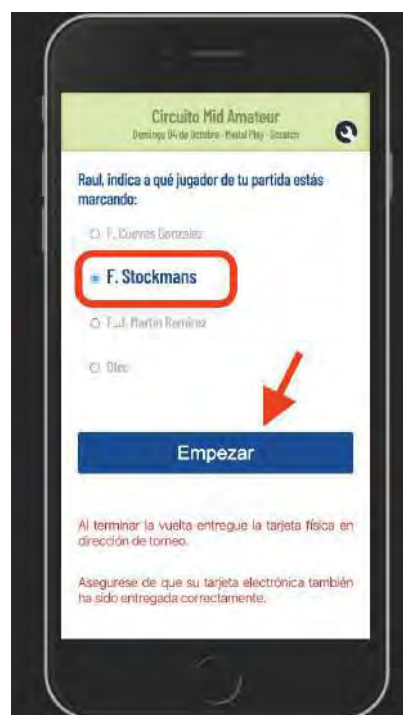 Circuito Mid Amateur
Domingo 04 de Octubre - Medal Play - Scratch
Raul, indica a qué jugador de tu partida estás
marcando:
F. Cuevas Gonzalez
F. Stockmans
F.J. Martin Ramirez
Otro
Empezar
Al terminar la vuelta entregue la tarjeta física en
dirección de torneo.
Asegurese de que su tarjeta electrónica también
ha sido entregada correctamente.